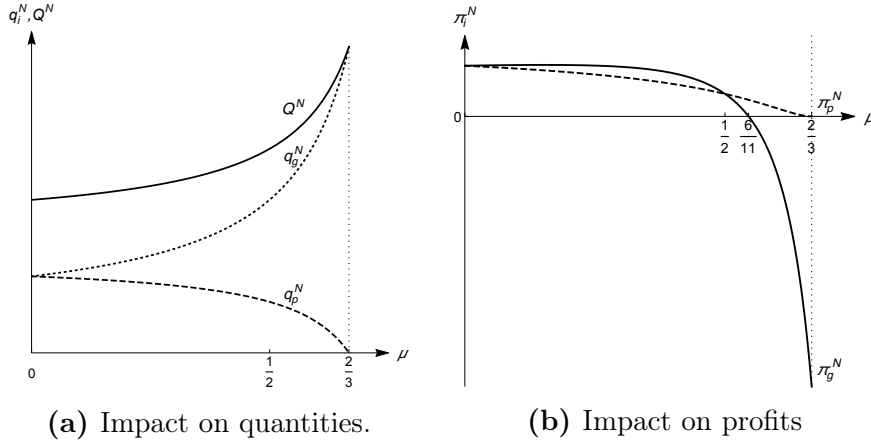 q_i^N, Q^N
Q^N
q_g^N
q_p^N
μ
0
1/2
2/3
π_i^N
0
π_p^N
μ
1/2
6/11
2/3
π_g^N
(a) Impact on quantities.
(b) Impact on profits